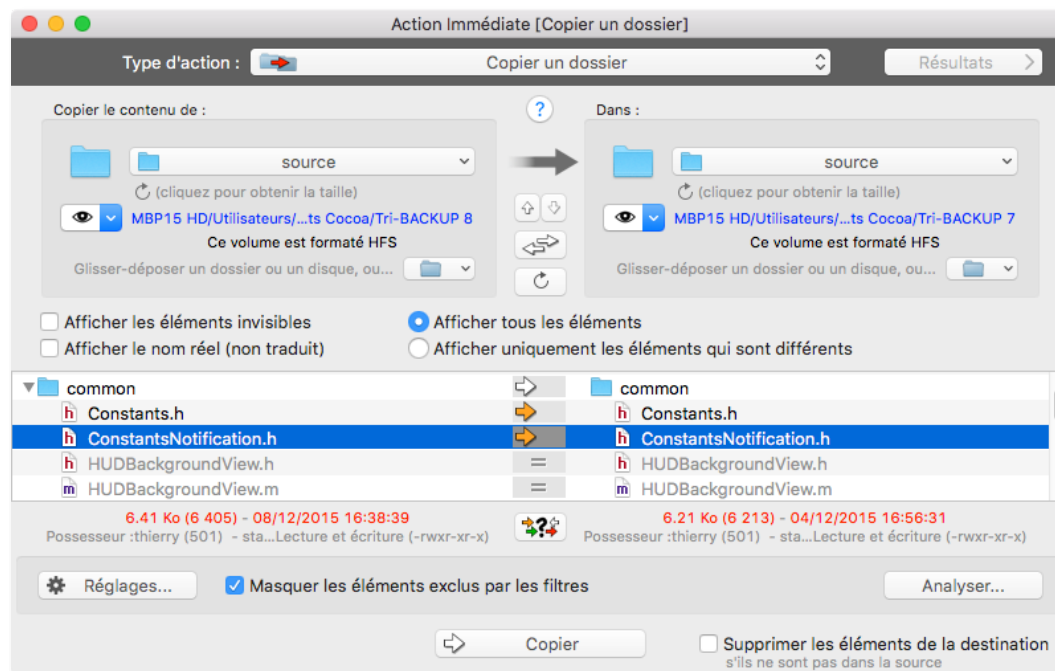 Action Immédiate [Copier un dossier]
Type d'action : Copier un dossier Résultats
Copier le contenu de : ? Dans :
source source
(cliquez pour obtenir la taille) (cliquez pour obtenir la taille)
MBP15 HD/Utilisateurs/...ts Cocoa/Tri-BACKUP 8 MBP15 HD/Utilisateurs/...ts Cocoa/Tri-BACKUP 7
Ce volume est formaté HFS Ce volume est formaté HFS
Glisser-déposer un dossier ou un disque, ou... Glisser-déposer un dossier ou un disque, ou...
Afficher les éléments invisibles Afficher tous les éléments
Afficher le nom réel (non traduit) Afficher uniquement les éléments qui sont différents
common common
h Constants.h h Constants.h
h ConstantsNotification.h h ConstantsNotification.h
h HUDBackgroundView.h = h HUDBackgroundView.h
m HUDBackgroundView.m = m HUDBackgroundView.m
6.41 Ko (6 405) - 08/12/2015 16:38:39 ? 6.21 Ko (6 213) - 04/12/2015 16:56:31
Possesseur :thierry (501) - sta...Lecture et écriture (-rwxr-xr-x) Possesseur :thierry (501) - sta...Lecture et écriture (-rwxr-xr-x)
Réglages... Masquer les éléments exclus par les filtres Analyser...
Copier Supprimer les éléments de la destination
s'ils ne sont pas dans la source